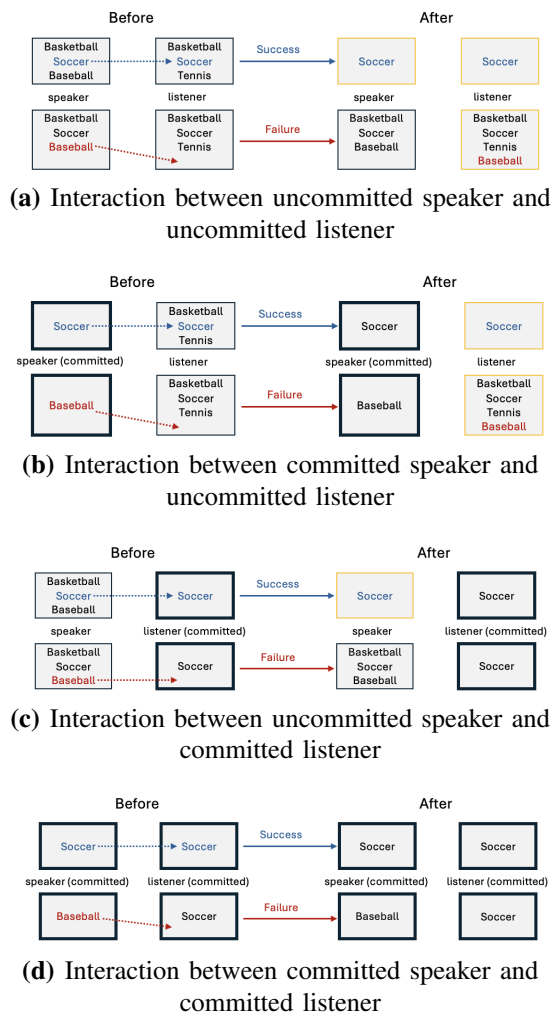 Before After
Basketball Basketball
Soccer Soccer Success Soccer Soccer
Baseball Tennis
speaker listener speaker listener
Basketball Basketball Basketball Basketball
Soccer Soccer Failure Soccer Soccer
Baseball Tennis Baseball Tennis
Baseball
(a) Interaction between uncommitted speaker and
uncommitted listener
Before After
Basketball
Soccer Soccer Success Soccer Soccer
Tennis
speaker (committed) listener speaker (committed) listener
Basketball Basketball
Baseball Soccer Failure Baseball Soccer
Tennis Tennis
Baseball
(b) Interaction between committed speaker and
uncommitted listener
Before After
Basketball
Soccer Soccer Success Soccer Soccer
Baseball
speaker listener (committed) speaker listener (committed)
Basketball Basketball
Soccer Soccer Failure Soccer Soccer
Baseball Baseball
(c) Interaction between uncommitted speaker and
committed listener
Before After
Soccer Soccer Success Soccer Soccer
speaker (committed) listener (committed) speaker (committed) listener (committed)
Baseball Soccer Failure Baseball Soccer
(d) Interaction between committed speaker and
committed listener